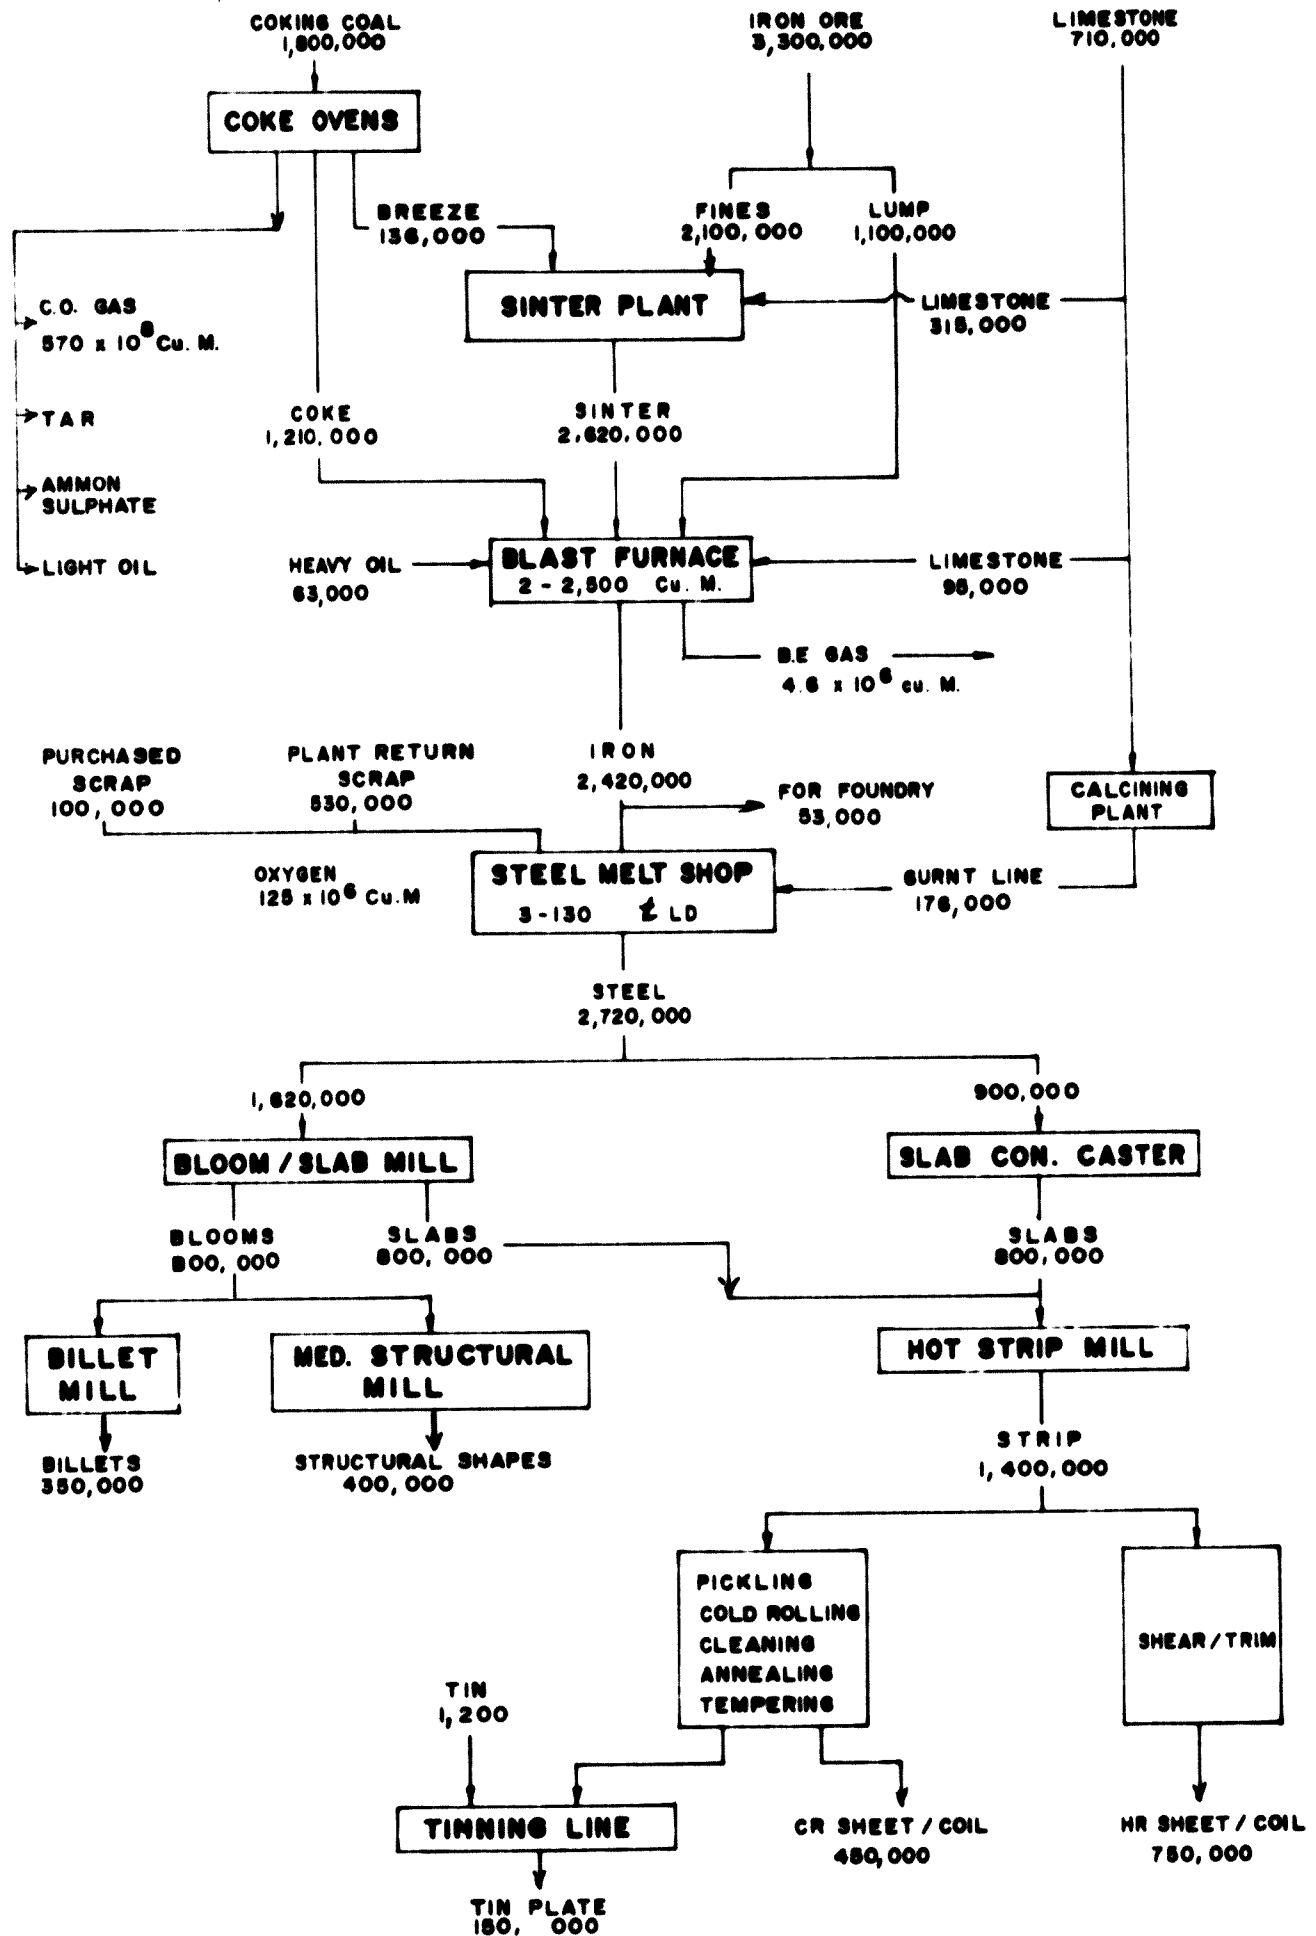 COKING COAL
1,800,000
IRON ORE
3,300,000
LIMESTONE
710,000
COKE OVENS
BREEZE
136,000
FINES
2,100,000
LUMP
1,100,000
C.O. GAS
570 x 10⁸ Cu. M.
SINTER PLANT
LIMESTONE
315,000
TAR
COKE
1,210,000
SINTER
2,620,000
AMMON
SULPHATE
LIGHT OIL
HEAVY OIL
63,000
BLAST FURNACE
2 - 2,500 Cu. M.
LIMESTONE
95,000
B.F GAS
4.6 x 10⁶ cu. M.
PURCHASED
SCRAP
100,000
PLANT RETURN
SCRAP
530,000
IRON
2,420,000
FOR FOUNDRY
53,000
CALCINING
PLANT
OXYGEN
125 x 10⁶ Cu.M
STEEL MELT SHOP
3-130 t LD
BURNT LINE
176,000
STEEL
2,720,000
1,620,000
900,000
BLOOM / SLAB MILL
SLAB CON. CASTER
BLOOMS
800,000
SLABS
800,000
SLABS
800,000
BILLET
MILL
MED. STRUCTURAL
MILL
HOT STRIP MILL
BILLETS
350,000
STRUCTURAL SHAPES
400,000
STRIP
1,400,000
PICKLING
COLD ROLLING
CLEANING
ANNEALING
TEMPERING
SHEAR / TRIM
TIN
1,200
TINNING LINE
CR SHEET / COIL
450,000
HR SHEET / COIL
750,000
TIN PLATE
150, 000